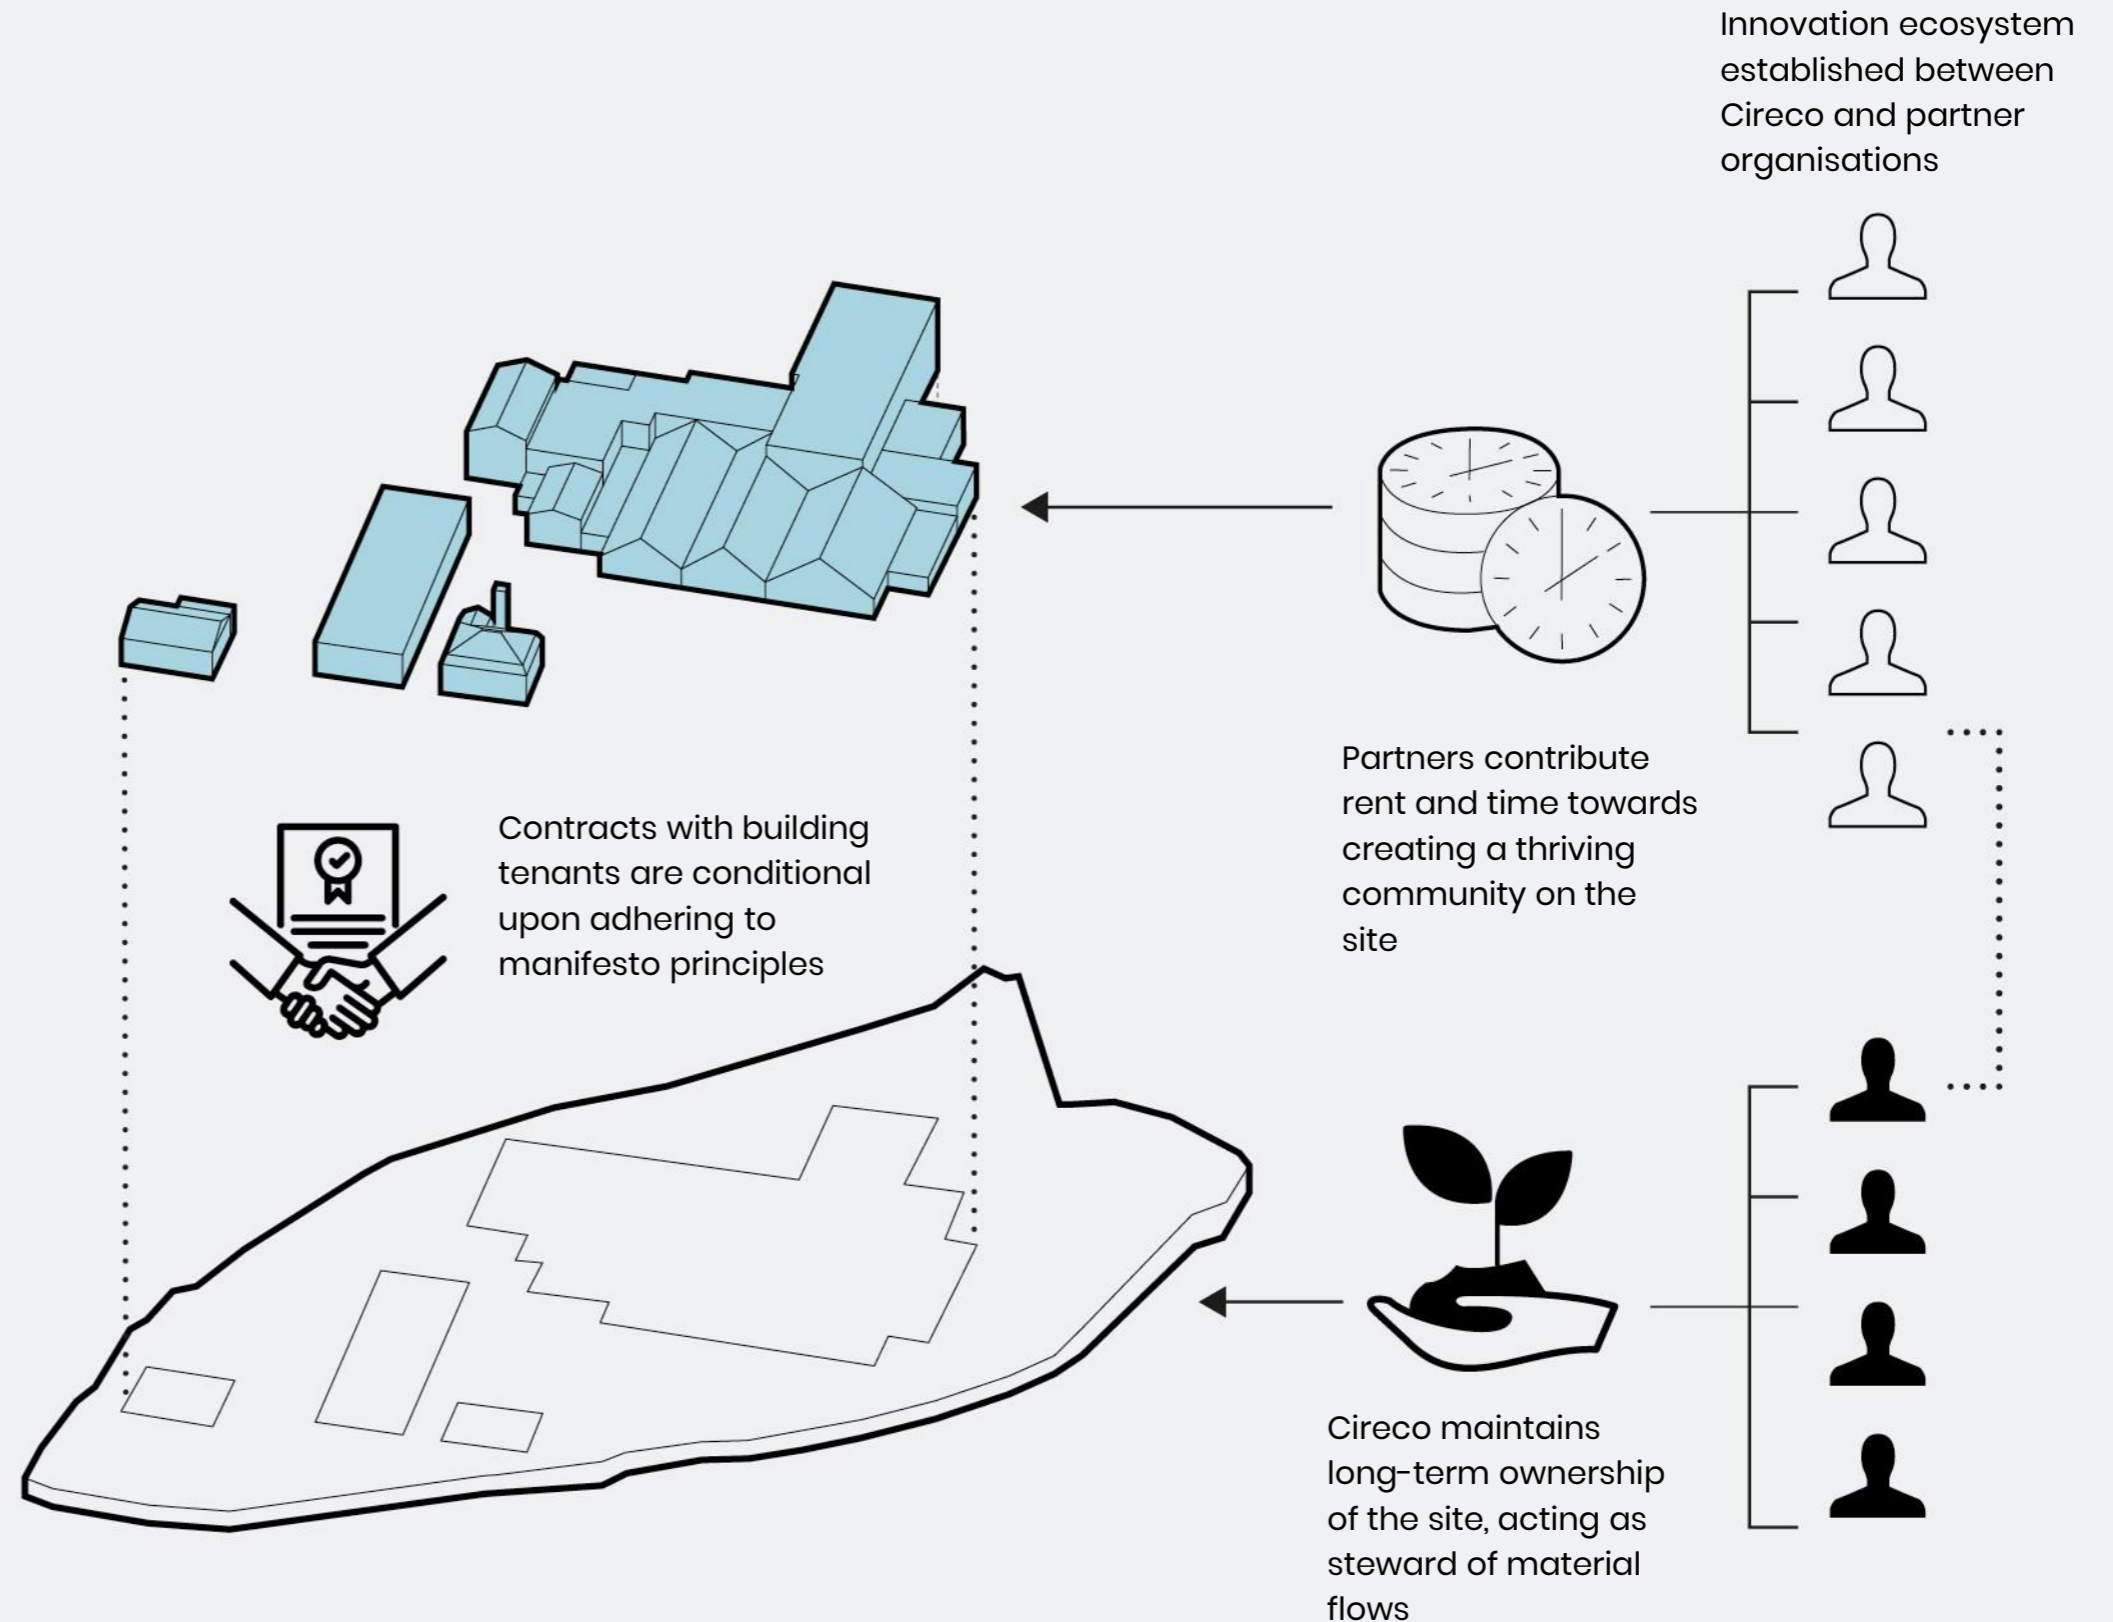 Innovation ecosystem
established between
Cireco and partner
organisations
Partners contribute
rent and time towards
creating a thriving
community on the
site
Contracts with building
tenants are conditional
upon adhering to
manifesto principles
Cireco maintains
long-term ownership
of the site, acting as
steward of material
flows